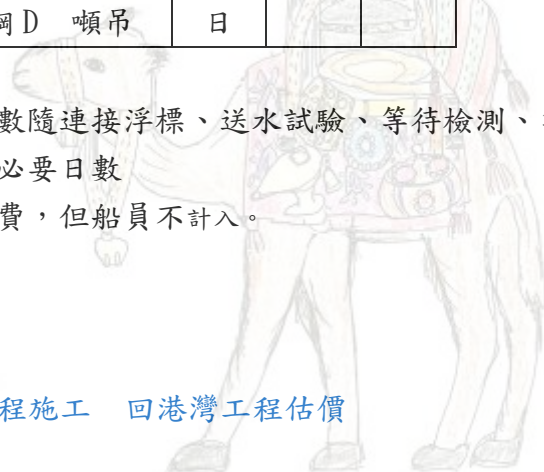 鋼D 噸吊 日
數隨連接浮標、送水試驗、等待檢測、
必要日數
費，但船員不計入。
程施工 回港灣工程估價